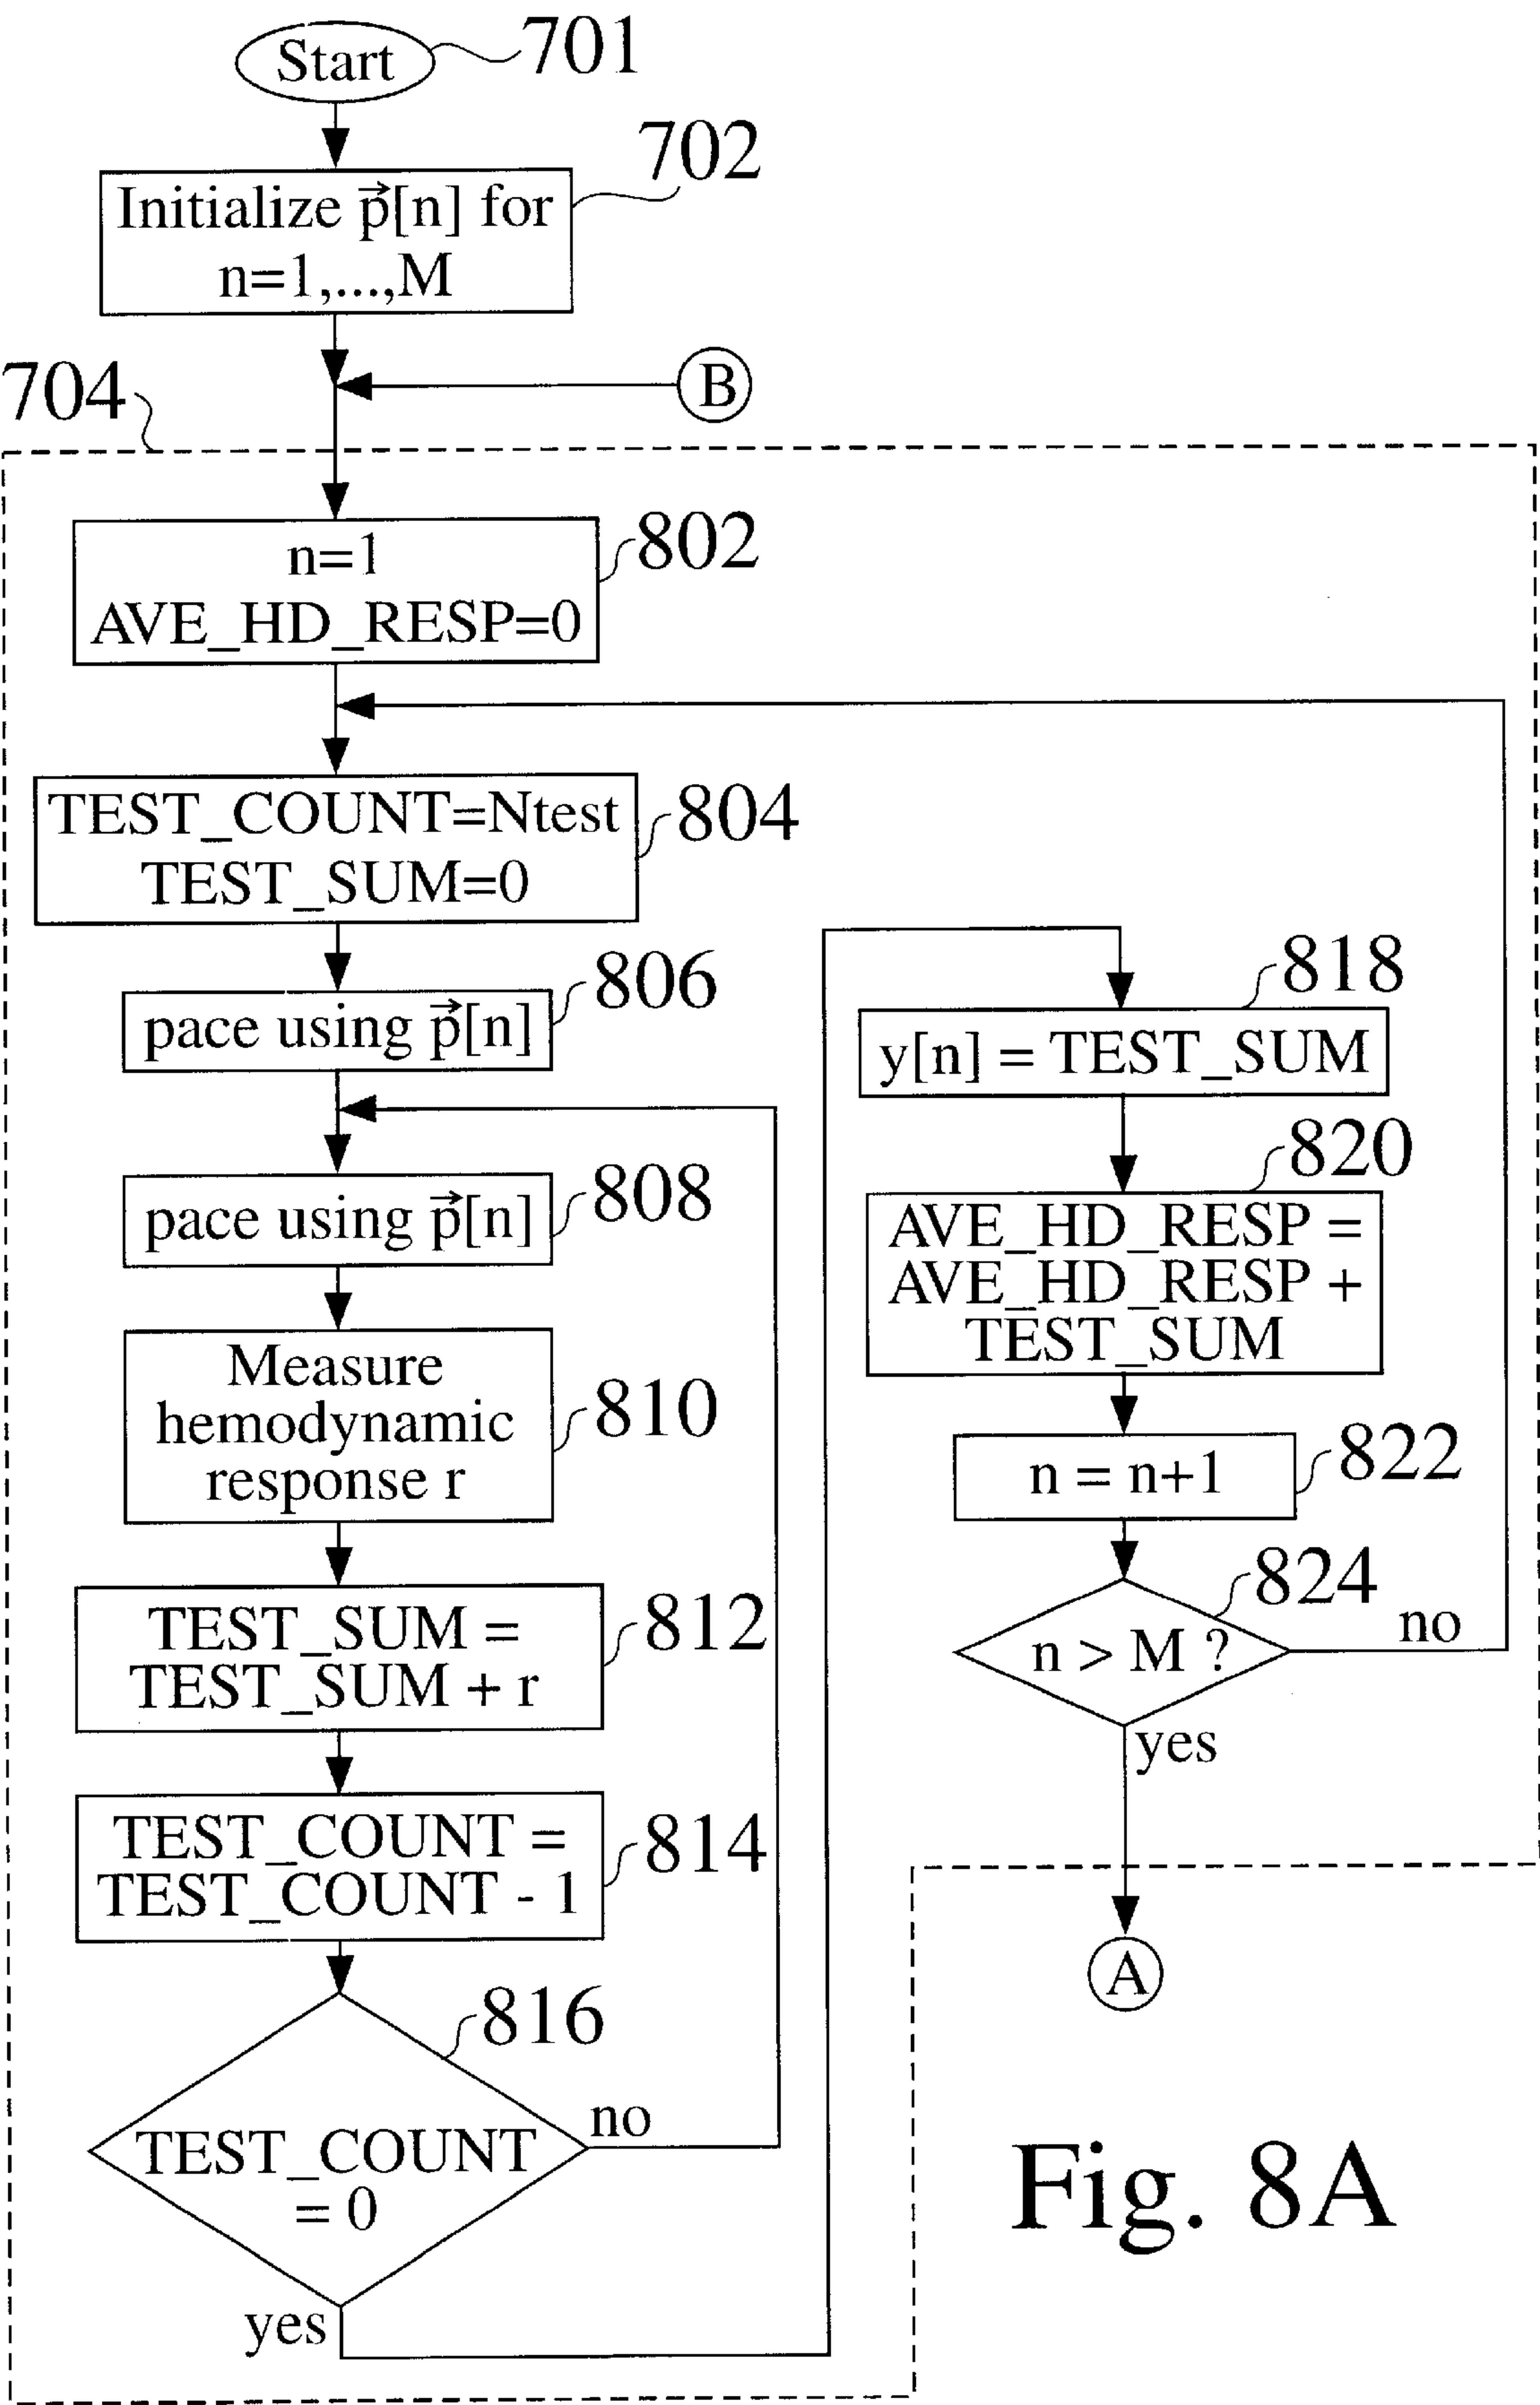 Start
701
702
Initialize p⃗[n] for
n=1,...,M
B
704
n=1
AVE_HD_RESP=0
802
TEST_COUNT=Ntest
TEST_SUM=0
804
pace using p⃗[n]
806
pace using p⃗[n]
808
Measure
hemodynamic
response r
810
TEST_SUM =
TEST_SUM + r
812
TEST_COUNT =
TEST_COUNT - 1
814
816
TEST_COUNT
= 0
no
yes
818
y[n] = TEST_SUM
820
AVE_HD_RESP =
AVE_HD_RESP +
TEST_SUM
n = n+1
822
824
n > M ?
no
yes
A
Fig. 8A